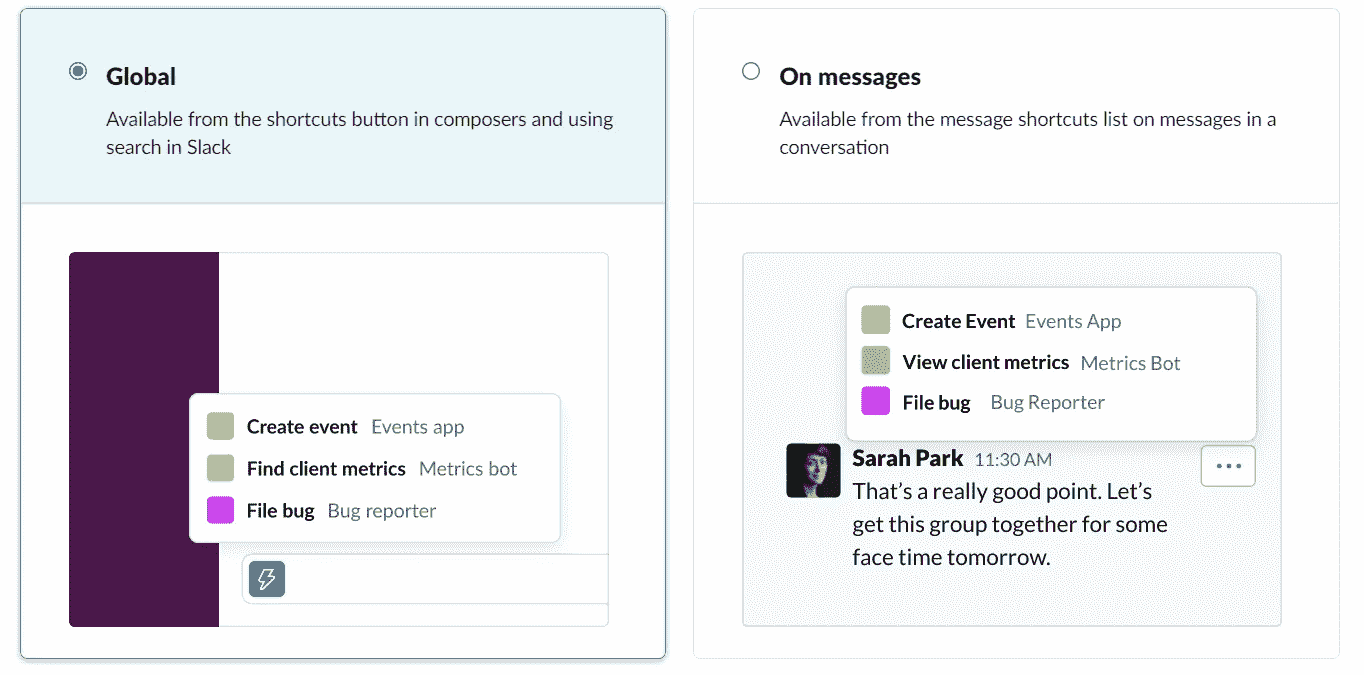 Global
Available from the shortcuts button in composers and using
search in Slack
Create event Events app
Find client metrics Metrics bot
File bug Bug reporter
On messages
Available from the message shortcuts list on messages in a
conversation
Create Event Events App
View client metrics Metrics Bot
File bug Bug Reporter
Sarah Park 11:30 AM
That’s a really good point. Let’s
get this group together for some
face time tomorrow.